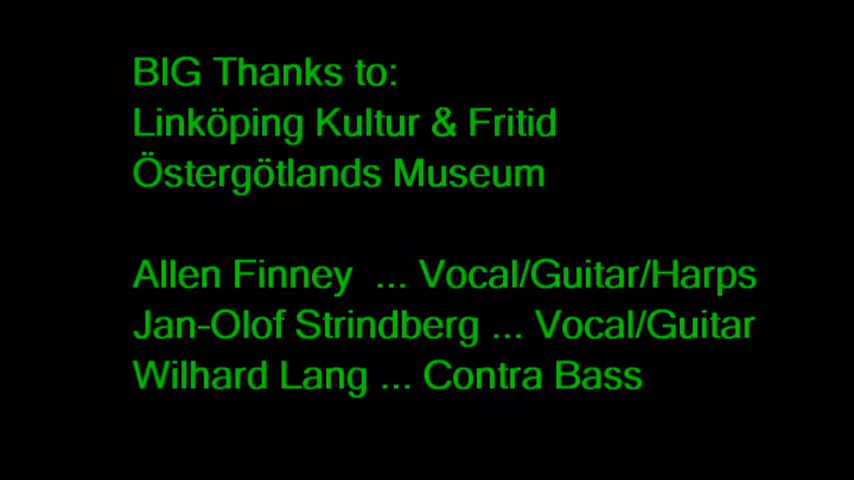 BIG Thanks to:
Linköping Kultur & Fritid
Östergötlands Museum
Allen Finney ... Vocal/Guitar/Harps
Jan-Olof Strindberg ... Vocal/Guitar
Wilhard Lang ... Contra Bass